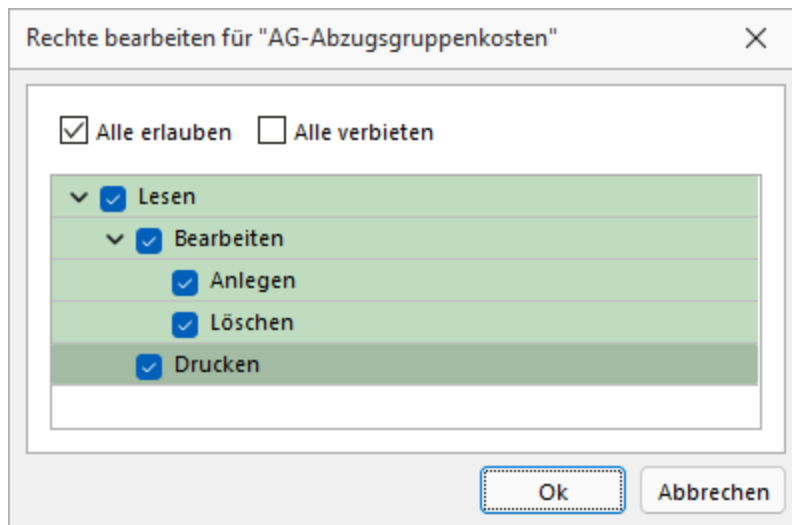 Rechte bearbeiten für "AG-Abzugsgruppenkosten"
Alle erlauben Alle verbieten
Lesen
Bearbeiten
Anlegen
Löschen
Drucken
Ok Abbrechen